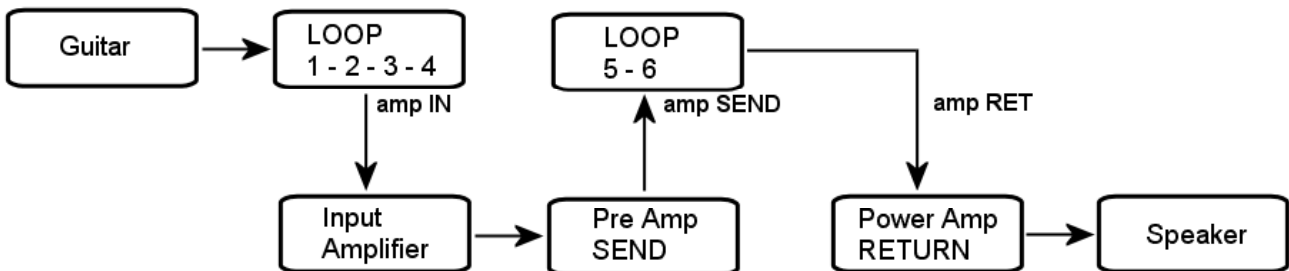 Guitar
LOOP
1 - 2 - 3 - 4
LOOP
5 - 6
amp IN
amp SEND
amp RET
Input
Amplifier
Pre Amp
SEND
Power Amp
RETURN
Speaker